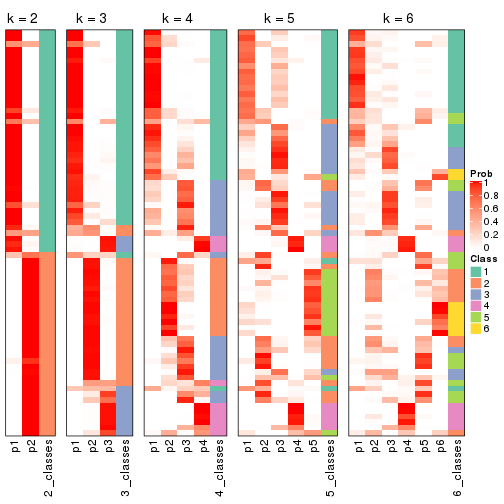 k = 2
k = 3
k = 4
k = 5
k = 6
p1
p2
2_classes
p1
p2
p3
3_classes
p1
p2
p3
p4
4_classes
p1
p2
p3
p4
p5
5_classes
p1
p2
p3
p4
p5
p6
6_classes
Prob
1
0.8
0.6
0.4
0.2
0
Class
1
2
3
4
5
6